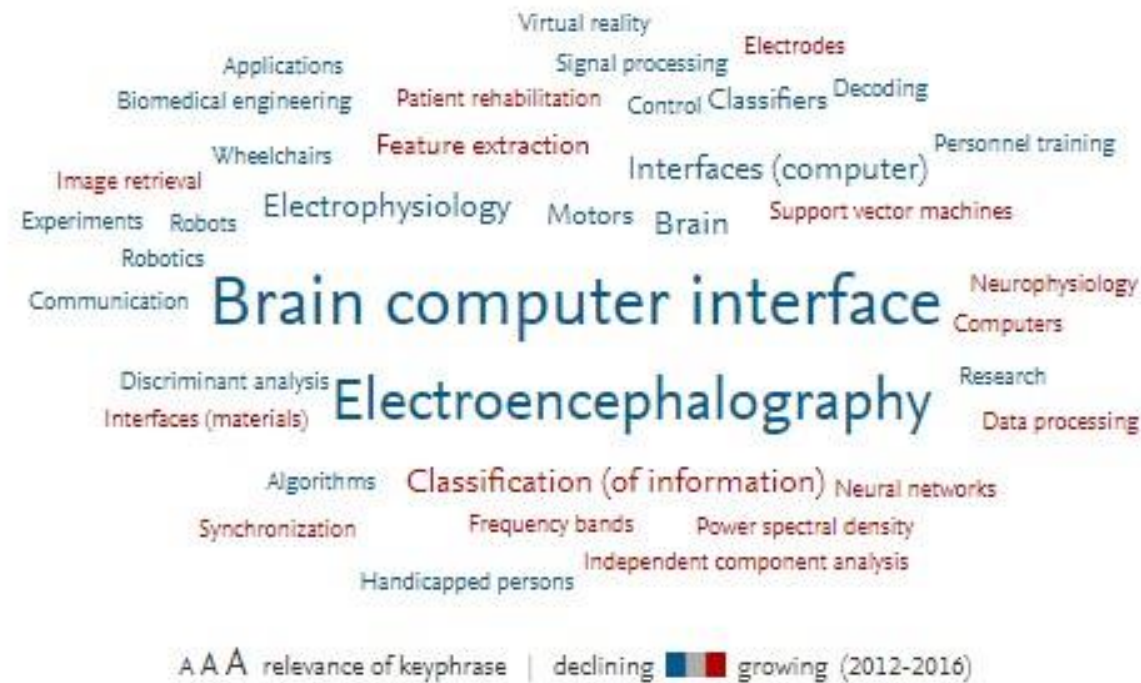 Virtual reality
Electrodes
Applications
Signal processing
Biomedical engineering
Patient rehabilitation
Control
Classifiers
Decoding
Wheelchairs
Feature extraction
Interfaces (computer)
Personnel training
Image retrieval
Experiments
Robots
Electrophysiology
Motors
Brain
Support vector machines
Robotics
Communication
Brain computer interface
Neurophysiology
Computers
Discriminant analysis
Electroencephalography
Research
Interfaces (materials)
Data processing
Algorithms
Classification (of information)
Neural networks
Synchronization
Frequency bands
Power spectral density
Independent component analysis
Handicapped persons
A A A relevance of keyphrase | declining growing (2012-2016)